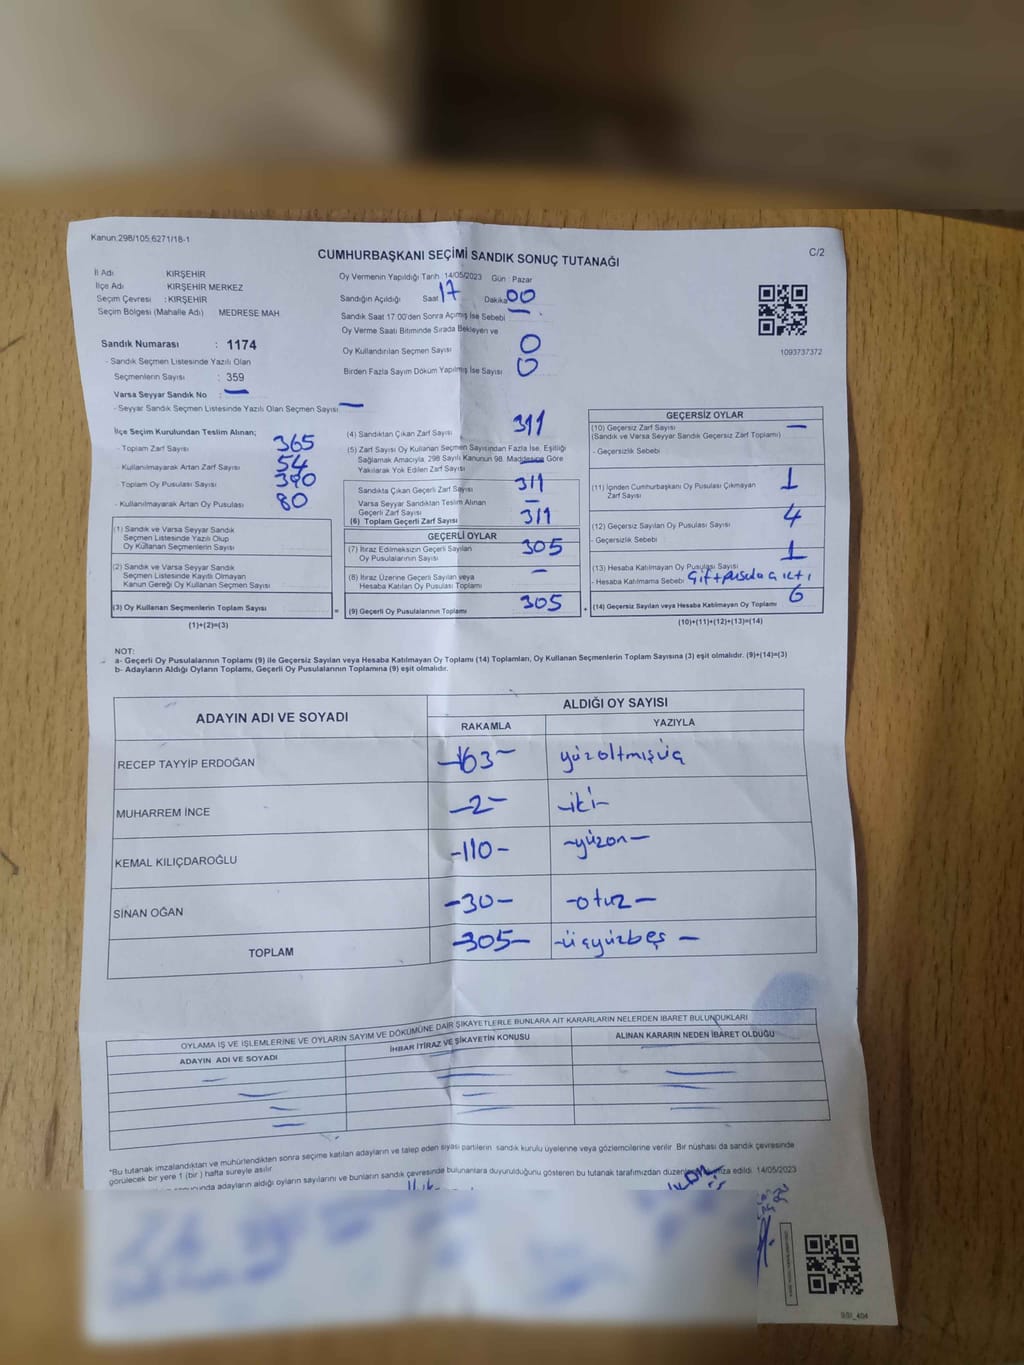 Kanun:298/105,6271/18-1
CUMHURBAŞKANI SEÇİMİ SANDIK SONUÇ TUTANAĞI
C/2
İl Adı KIRŞEHİR
İlçe Adı KIRŞEHİR MERKEZ
Seçim Çevresi : KIRŞEHİR
Seçim Bölgesi (Mahalle Adı) MEDRESE MAH
Oy Vermenin Yapıldığı Tarih 14/05/2023 Gün : Pazar
Sandığın Açıldığı Saat 17 Dakika 00
Sandık Saat 17:00'den Sonra Açımış İse Sebebi —
Oy Verme Saati Bitiminde Sırada Bekleyen ve
Oy Kullandırılan Seçmen Sayısı 0
Birden Fazla Sayım Döküm Yapılmış İse Sayısı 0
1093737372
Sandık Numarası : 1174
- Sandık Seçmen Listesinde Yazılı Olan
Seçmenlerin Sayısı : 359
Varsa Seyyar Sandık No : —
- Seyyar Sandık Seçmen Listesinde Yazılı Olan Seçmen Sayısı —
İlçe Seçim Kurulundan Teslim Alınan;
- Toplam Zarf Sayısı 365
- Kullanılmayarak Artan Zarf Sayısı 54
- Toplam Oy Pusulası Sayısı 390
- Kullanılmayarak Artan Oy Pusulası 80
(1) Sandık ve Varsa Seyyar Sandık
Seçmen Listesinde Yazılı Olup
Oy Kullanan Seçmenlerin Sayısı
(2) Sandık ve Varsa Seyyar Sandık
Seçmen Listesinde Kayıtlı Olmayan
Kanun Gereği Oy Kullanan Seçmen Sayısı
(3) Oy Kullanan Seçmenlerin Toplam Sayısı
(1)+(2)=(3)
(4) Sandıktan Çıkan Zarf Sayısı 311
(5) Zarf Sayısı Oy Kullanan Seçmen Sayısından Fazla İse, Eşitliği
Sağlamak Amacıyla, 298 Sayılı Kanunun 98. Maddesine Göre
Yakılarak Yok Edilen Zarf Sayısı —
Sandıkta Çıkan Geçerli Zarf Sayısı 311
Varsa Seyyar Sandıktan Teslim Alınan
Geçerli Zarf Sayısı —
(6) Toplam Geçerli Zarf Sayısı 311
GEÇERLİ OYLAR
(7) İtiraz Edilmeksizin Geçerli Sayılan
Oy Pusulalarının Sayısı 305
(8) İtiraz Üzerine Geçerli Sayılan veya
Hesaba Katılan Oy Pusulası Toplamı —
= (9) Geçerli Oy Pusulalarının Toplamı 305
GEÇERSİZ OYLAR
(10) Geçersiz Zarf Sayısı —
(Sandık ve Varsa Seyyar Sandık Geçersiz Zarf Toplamı)
- Geçersizlik Sebebi
(11) İçinden Cumhurbaşkanı Oy Pusulası Çıkmayan
Zarf Sayısı 1
(12) Geçersiz Sayılan Oy Pusulası Sayısı 4
- Geçersizlik Sebebi
(13) Hesaba Katılmayan Oy Pusulası Sayısı 1
- Hesaba Katılmama Sebebi Çift pusula çıktı
+ (14) Geçersiz Sayılan veya Hesaba Katılmayan Oy Toplamı 6
(10)+(11)+(12)+(13)=(14)
NOT:
a- Geçerli Oy Pusulalarının Toplamı (9) ile Geçersiz Sayılan veya Hesaba Katılmayan Oy Toplamı (14) Toplamları, Oy Kullanan Seçmenlerin Toplam Sayısına (3) eşit olmalıdır. (9)+(14)=(3)
b- Adayların Aldığı Oyların Toplamı, Geçerli Oy Pusulalarının Toplamına (9) eşit olmalıdır.
ADAYIN ADI VE SOYADI
ALDIĞI OY SAYISI
RAKAMLA YAZIYLA
RECEP TAYYİP ERDOĞAN —163— yüzaltmışüç
MUHARREM İNCE —2— —iki—
KEMAL KILIÇDAROĞLU —110— —yüzon—
SİNAN OĞAN —30— —otuz—
TOPLAM —305— —üçyüzbeş—
OYLAMA İŞ VE İŞLEMLERİNE VE OYLARIN SAYIM VE DÖKÜMÜNE DAİR ŞİKAYETLERLE BUNLARA AİT KARARLARIN NELERDEN İBARET BULUNDUKLARI
ADAYIN ADI VE SOYADI İHBAR İTİRAZ VE ŞİKAYETİN KONUSU ALINAN KARARIN NEDEN İBARET OLDUĞU
*Bu tutanak imzalandıktan ve mühürlendikten sonra seçime katılan adayların ve talep eden siyasi partilerin sandık kurulu üyelerine veya gözlemcilerine verilir. Bir nüshası da sandık çevresinde
görülecek bir yere 1 (bir ) hafta süreyle asılır.
adayların aldığı oyların sayılarını ve bunların sandık çevresinde bulunanlara duyurulduğunu gösteren bu tutanak tarafımızdan edildi. 14/05/2023